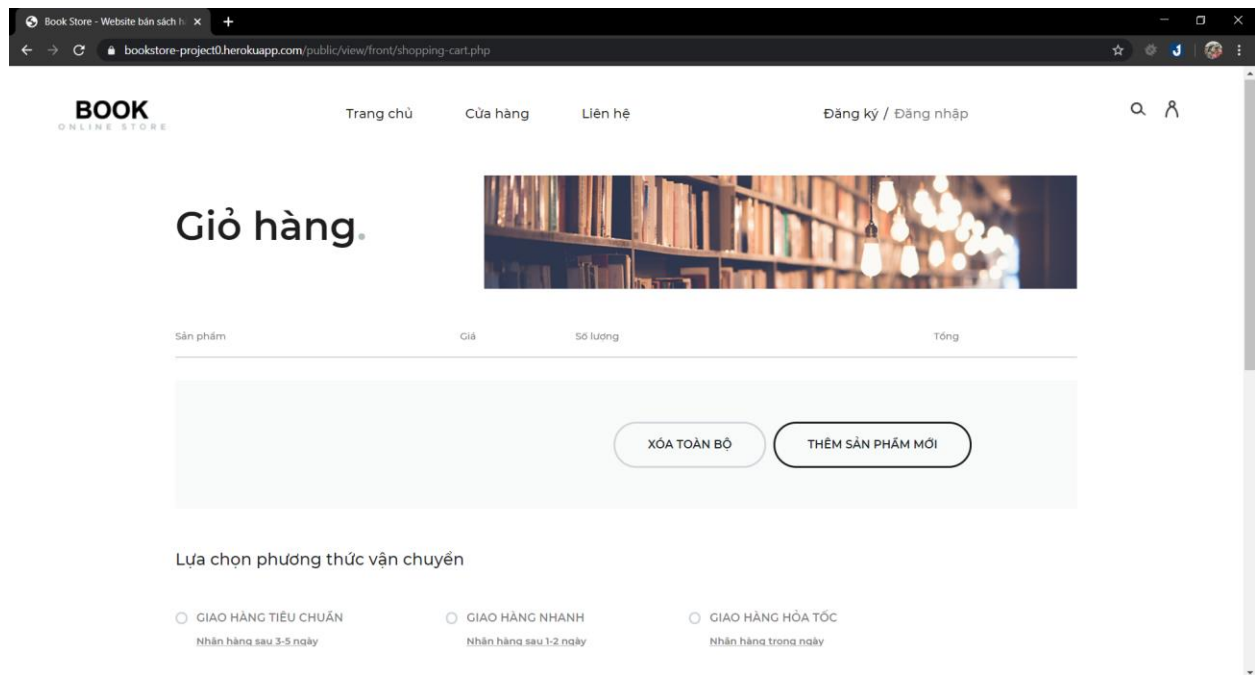 Book Store - Website bán sách h
bookstore-project0.herokuapp.com/public/view/front/shopping-cart.php
BOOK
ONLINE STORE
Trang chủ Cửa hàng Liên hệ Đăng ký / Đăng nhập
Giỏ hàng.
Sản phẩm Giá Số lượng Tổng
XÓA TOÀN BỘ THÊM SẢN PHẨM MỚI
Lựa chọn phương thức vận chuyển
GIAO HÀNG TIÊU CHUẨN GIAO HÀNG NHANH GIAO HÀNG HỎA TỐC
Nhận hàng sau 3-5 ngày Nhận hàng sau 1-2 ngày Nhận hàng trong ngày